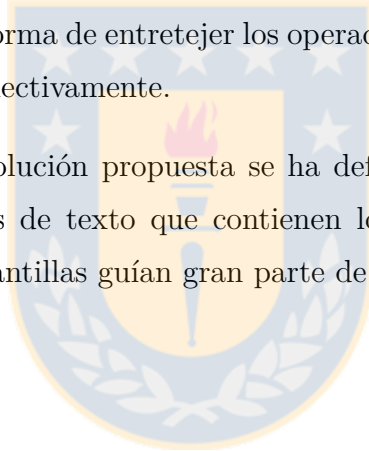 orma de entretejer los operad
ectivamente.
olución propuesta se ha def
s de texto que contienen lo
antillas guían gran parte de